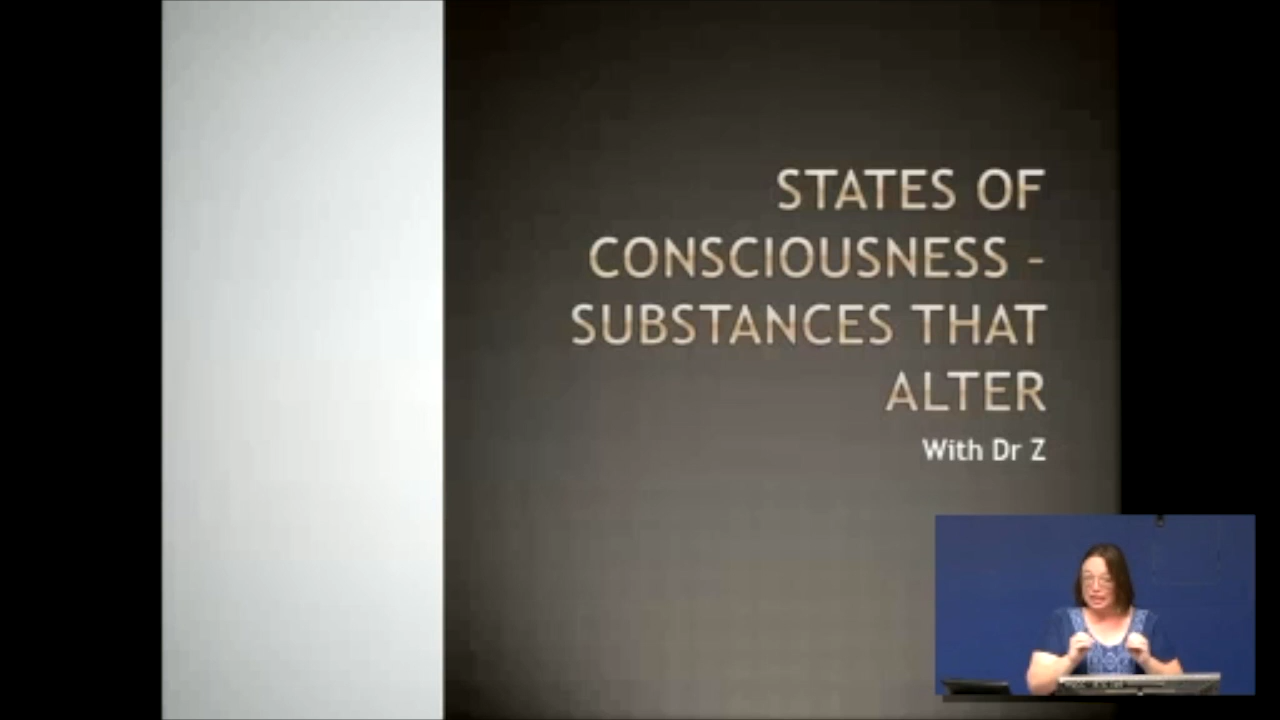 STATES OF
CONSCIOUSNESS –
SUBSTANCES THAT
ALTER
With Dr Z